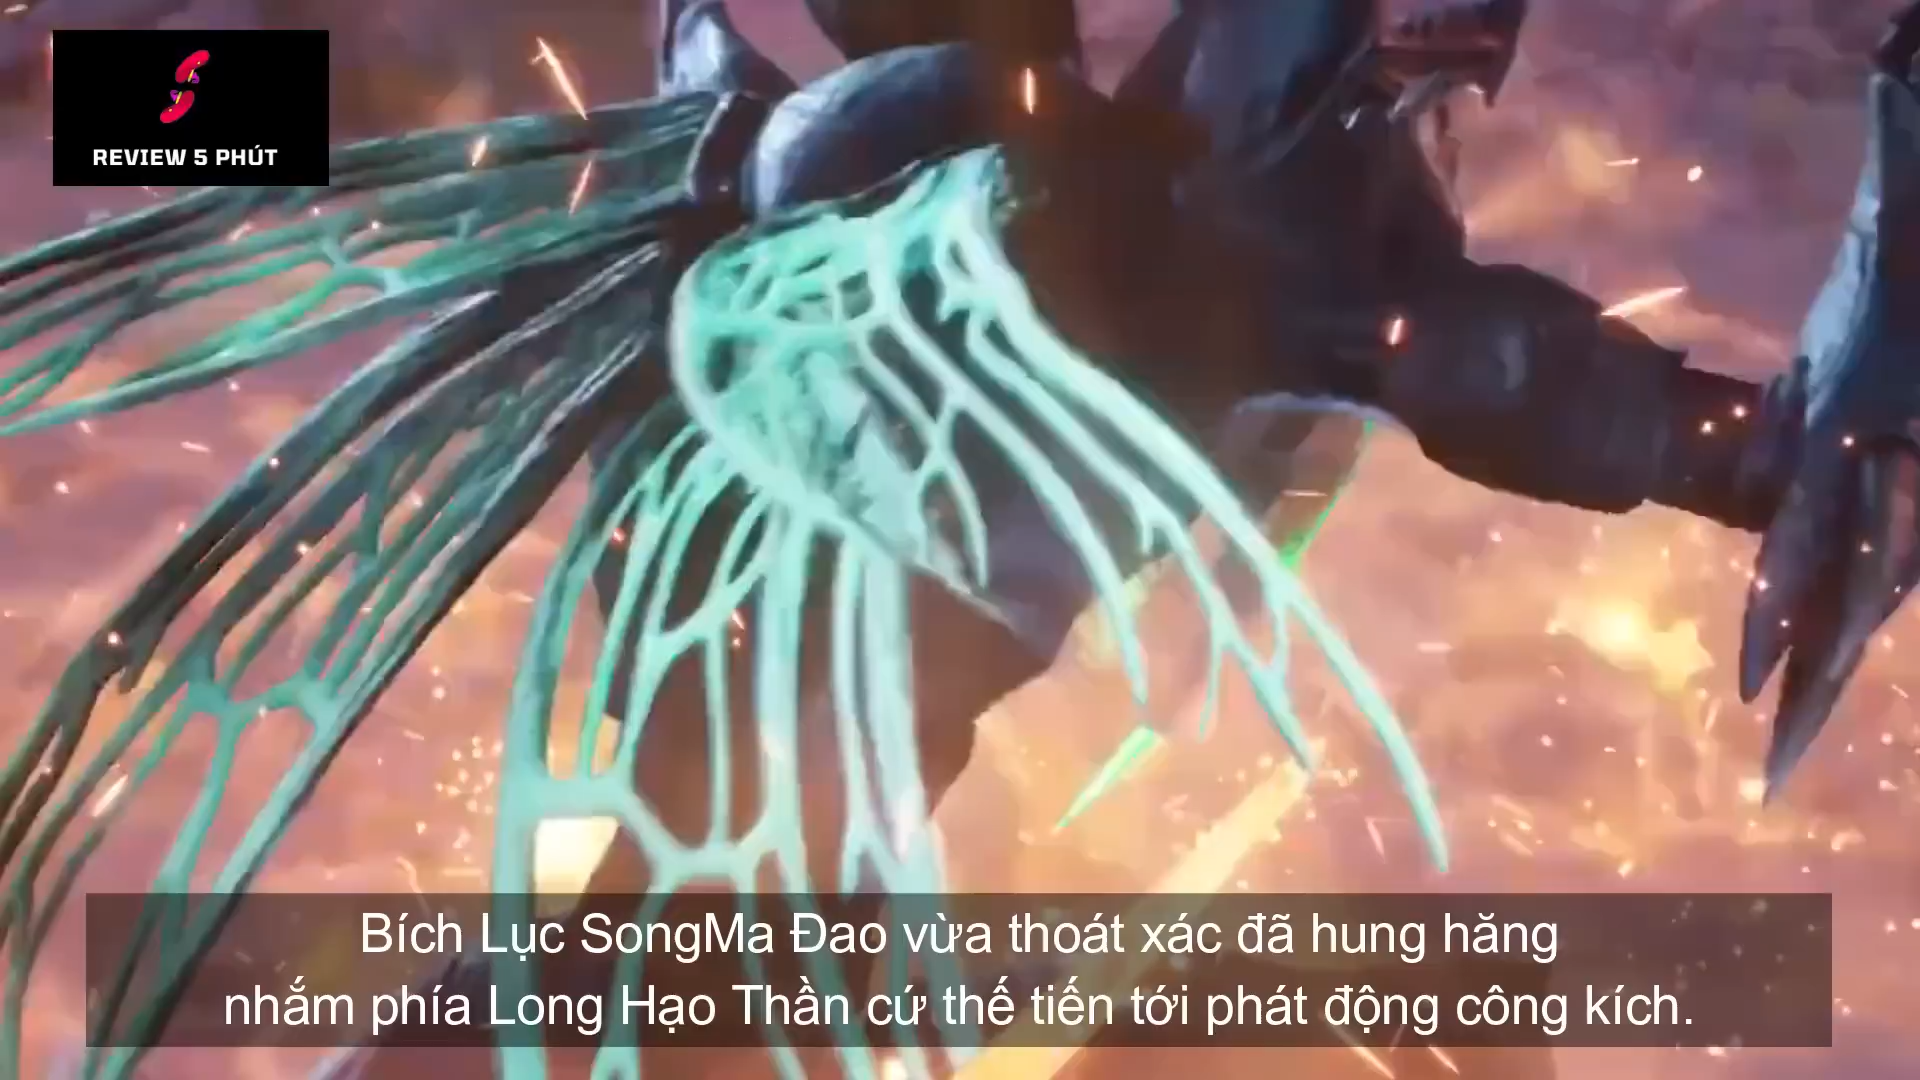 REVIEW 5 PHÚT
Bích Lục SongMa Đao vừa thoát xác đã hung hăng
nhắm phía Long Hạo Thần cứ thế tiến tới phát động công kích.